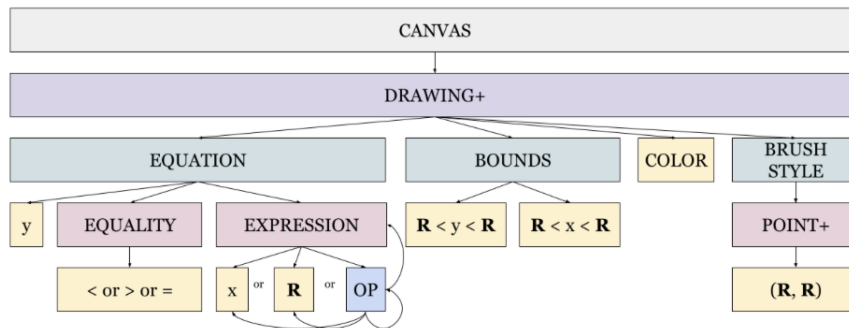 CANVAS
DRAWING+
EQUATION BOUNDS COLOR BRUSH
STYLE
y EQUALITY EXPRESSION R < y < R R < x < R POINT+
< or > or = x or R or OP (R, R)